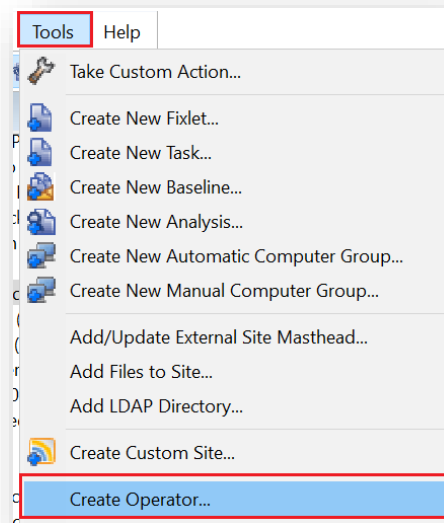 Tools Help
Take Custom Action...
Create New Fixlet...
Create New Task...
Create New Baseline...
Create New Analysis...
Create New Automatic Computer Group...
Create New Manual Computer Group...
Add/Update External Site Masthead...
Add Files to Site...
Add LDAP Directory...
Create Custom Site...
Create Operator...